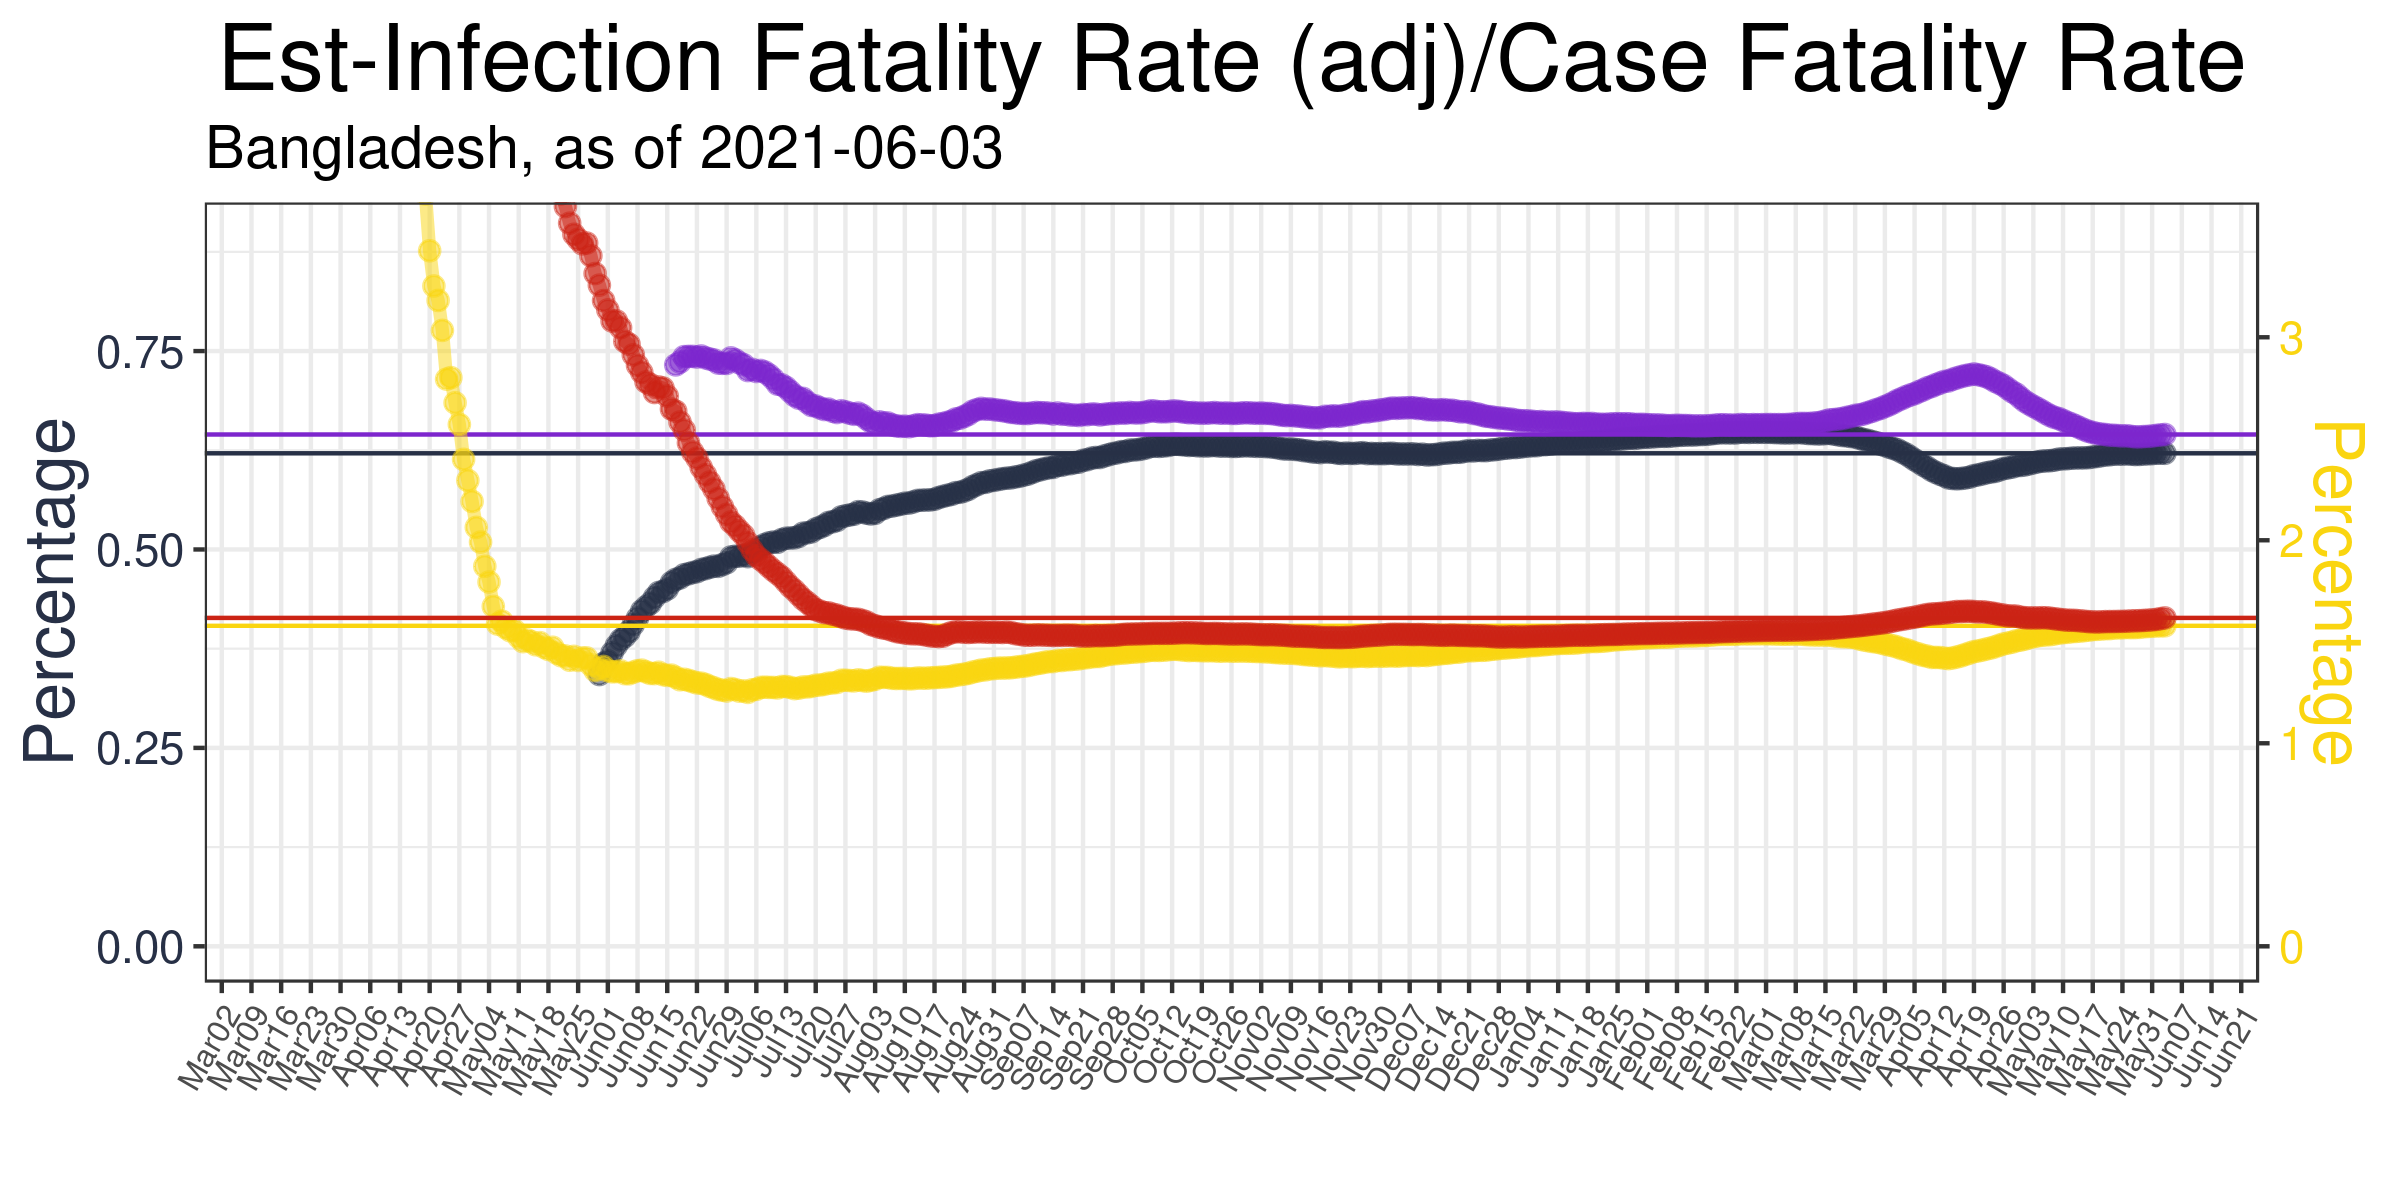 Est-Infection Fatality Rate (adj)/Case Fatality Rate
Bangladesh, as of 2021-06-03
Percentage
0.75
0.50
0.25
0.00
3
2
1
0
Percentage
Mar02
Mar09
Mar16
Mar23
Mar30
Apr06
Apr13
Apr20
Apr27
May04
May11
May18
May25
Jun01
Jun08
Jun15
Jun22
Jun29
Jul06
Jul13
Jul20
Jul27
Aug03
Aug10
Aug17
Aug24
Aug31
Sep07
Sep14
Sep21
Sep28
Oct05
Oct12
Oct19
Oct26
Nov02
Nov09
Nov16
Nov23
Nov30
Dec07
Dec14
Dec21
Dec28
Jan04
Jan11
Jan18
Jan25
Feb01
Feb08
Feb15
Feb22
Mar01
Mar08
Mar15
Mar22
Mar29
Apr05
Apr12
Apr19
Apr26
May03
May10
May17
May24
May31
Jun07
Jun14
Jun21